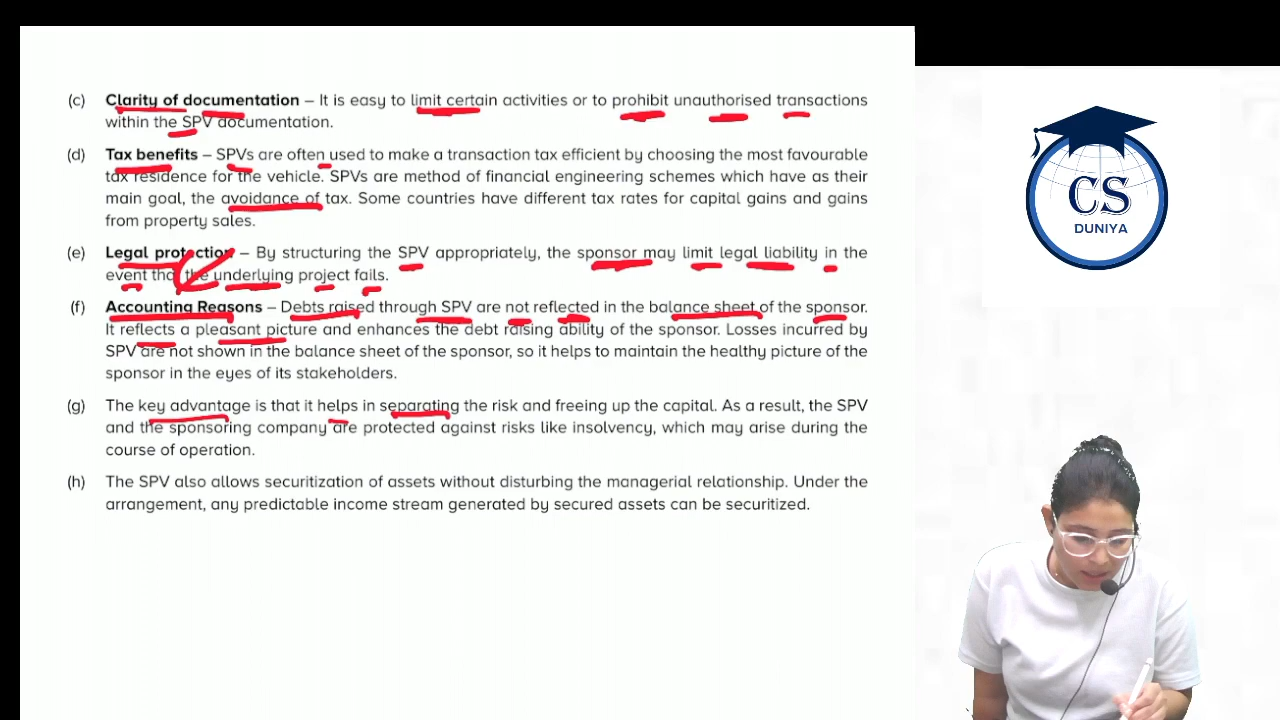 (c) Clarity of documentation – It is easy to limit certain activities or to prohibit unauthorised transactions
within the SPV documentation.
(d) Tax benefits – SPVs are often used to make a transaction tax efficient by choosing the most favourable
tax residence for the vehicle. SPVs are method of financial engineering schemes which have as their
main goal, the avoidance of tax. Some countries have different tax rates for capital gains and gains
from property sales.
(e) Legal protection – By structuring the SPV appropriately, the sponsor may limit legal liability in the
event that the underlying project fails.
(f) Accounting Reasons – Debts raised through SPV are not reflected in the balance sheet of the sponsor.
It reflects a pleasant picture and enhances the debt raising ability of the sponsor. Losses incurred by
SPV are not shown in the balance sheet of the sponsor, so it helps to maintain the healthy picture of the
sponsor in the eyes of its stakeholders.
(g) The key advantage is that it helps in separating the risk and freeing up the capital. As a result, the SPV
and the sponsoring company are protected against risks like insolvency, which may arise during the
course of operation.
(h) The SPV also allows securitization of assets without disturbing the managerial relationship. Under the
arrangement, any predictable income stream generated by secured assets can be securitized.
CS
DUNIYA